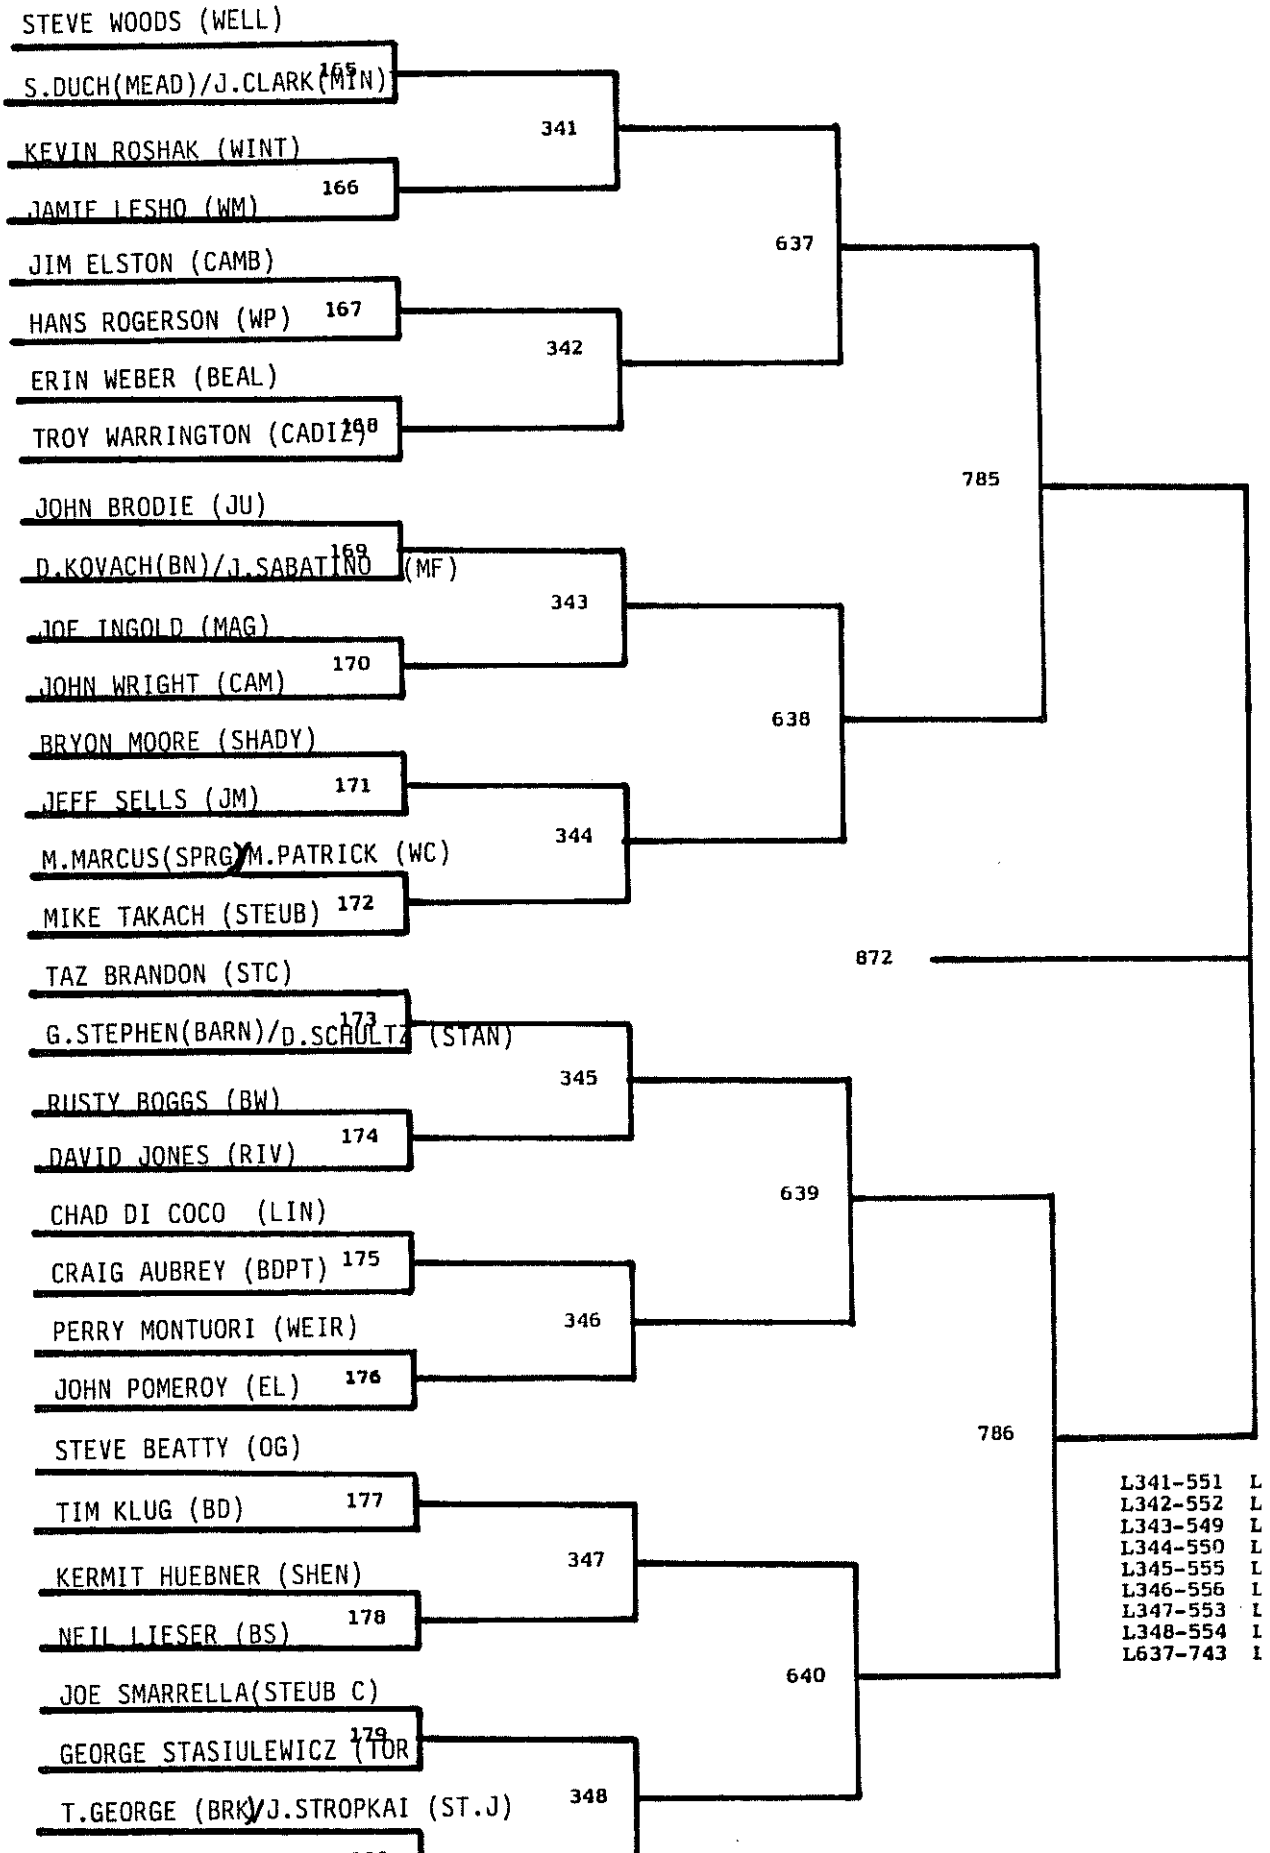 STEVE WOODS (WELL)
165
S.DUCH(MEAD)/J.CLARK(MIN)
341
KEVIN ROSHAK (WINT)
166
JAMIE LESHO (WM)
637
JIM ELSTON (CAMB)
167
HANS ROGERSON (WP)
342
ERIN WEBER (BEAL)
168
TROY WARRINGTON (CADIZ)
785
JOHN BRODIE (JU)
169
D.KOVACH(BN)/J.SABATINO (MF)
343
JOE INGOLD (MAG)
170
JOHN WRIGHT (CAM)
638
BRYON MOORE (SHADY)
171
JEFF SELLS (JM)
344
M.MARCUS(SPRG)/M.PATRICK (WC)
172
MIKE TAKACH (STEUB)
872
TAZ BRANDON (STC)
173
G.STEPHEN(BARN)/D.SCHULTZ (STAN)
345
RUSTY BOGGS (BW)
174
DAVID JONES (RIV)
639
CHAD DI COCO (LIN)
175
CRAIG AUBREY (BDPT)
346
PERRY MONTUORI (WEIR)
176
JOHN POMEROY (EL)
786
STEVE BEATTY (OG)
177
TIM KLUG (BD)
347
KERMIT HUEBNER (SHEN)
178
NEIL LIESER (BS)
640
JOE SMARRELLA(STEUB C)
179
GEORGE STASIULEWICZ (TOR
348
T.GEORGE (BRK)/J.STROPKAI (ST.J)
L341-551 L
L342-552 L
L343-549 L
L344-550 L
L345-555 L
L346-556 L
L347-553 L
L348-554 L
L637-743 L